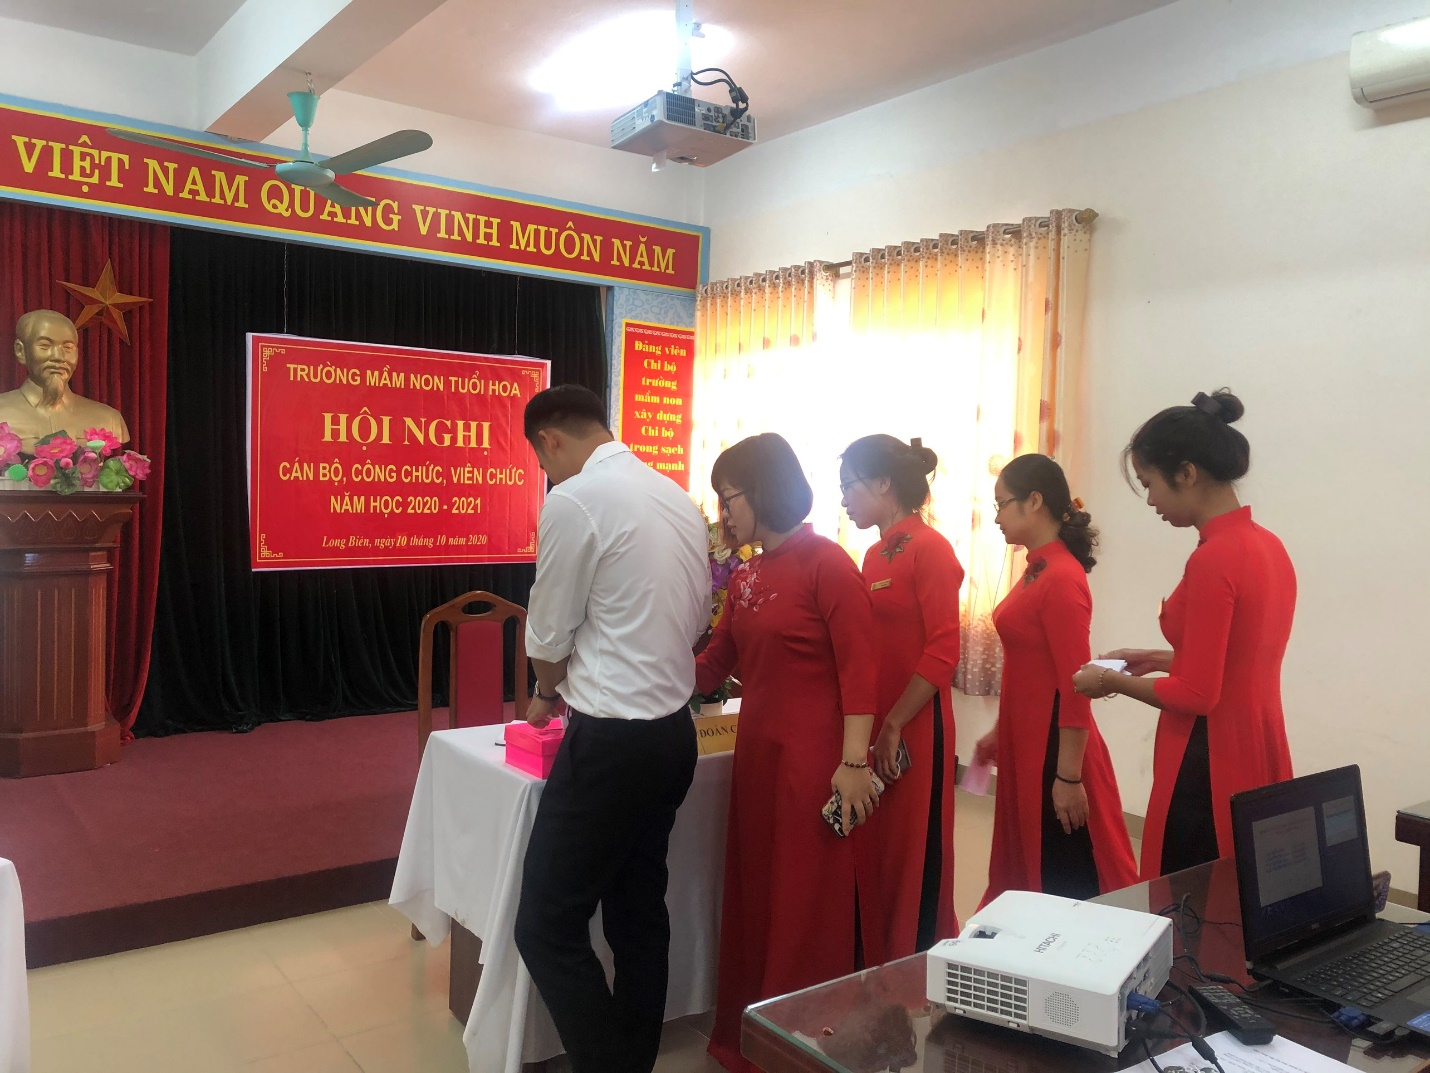 VIỆT NAM QUANG VINH MUÔN NĂM
TRƯỜNG MẦM NON TUỔI HOA
HỘI NGHỊ
CÁN BỘ, CÔNG CHỨC, VIÊN CHỨC
NĂM HỌC 2020 - 2021
Long Biên, ngày 10 tháng 10 năm 2020
Đảng viên
Chi bộ
trường
mầm non
xây dựng
Chi bộ
trong sạch
mạnh
ĐOÀN
HITACHI